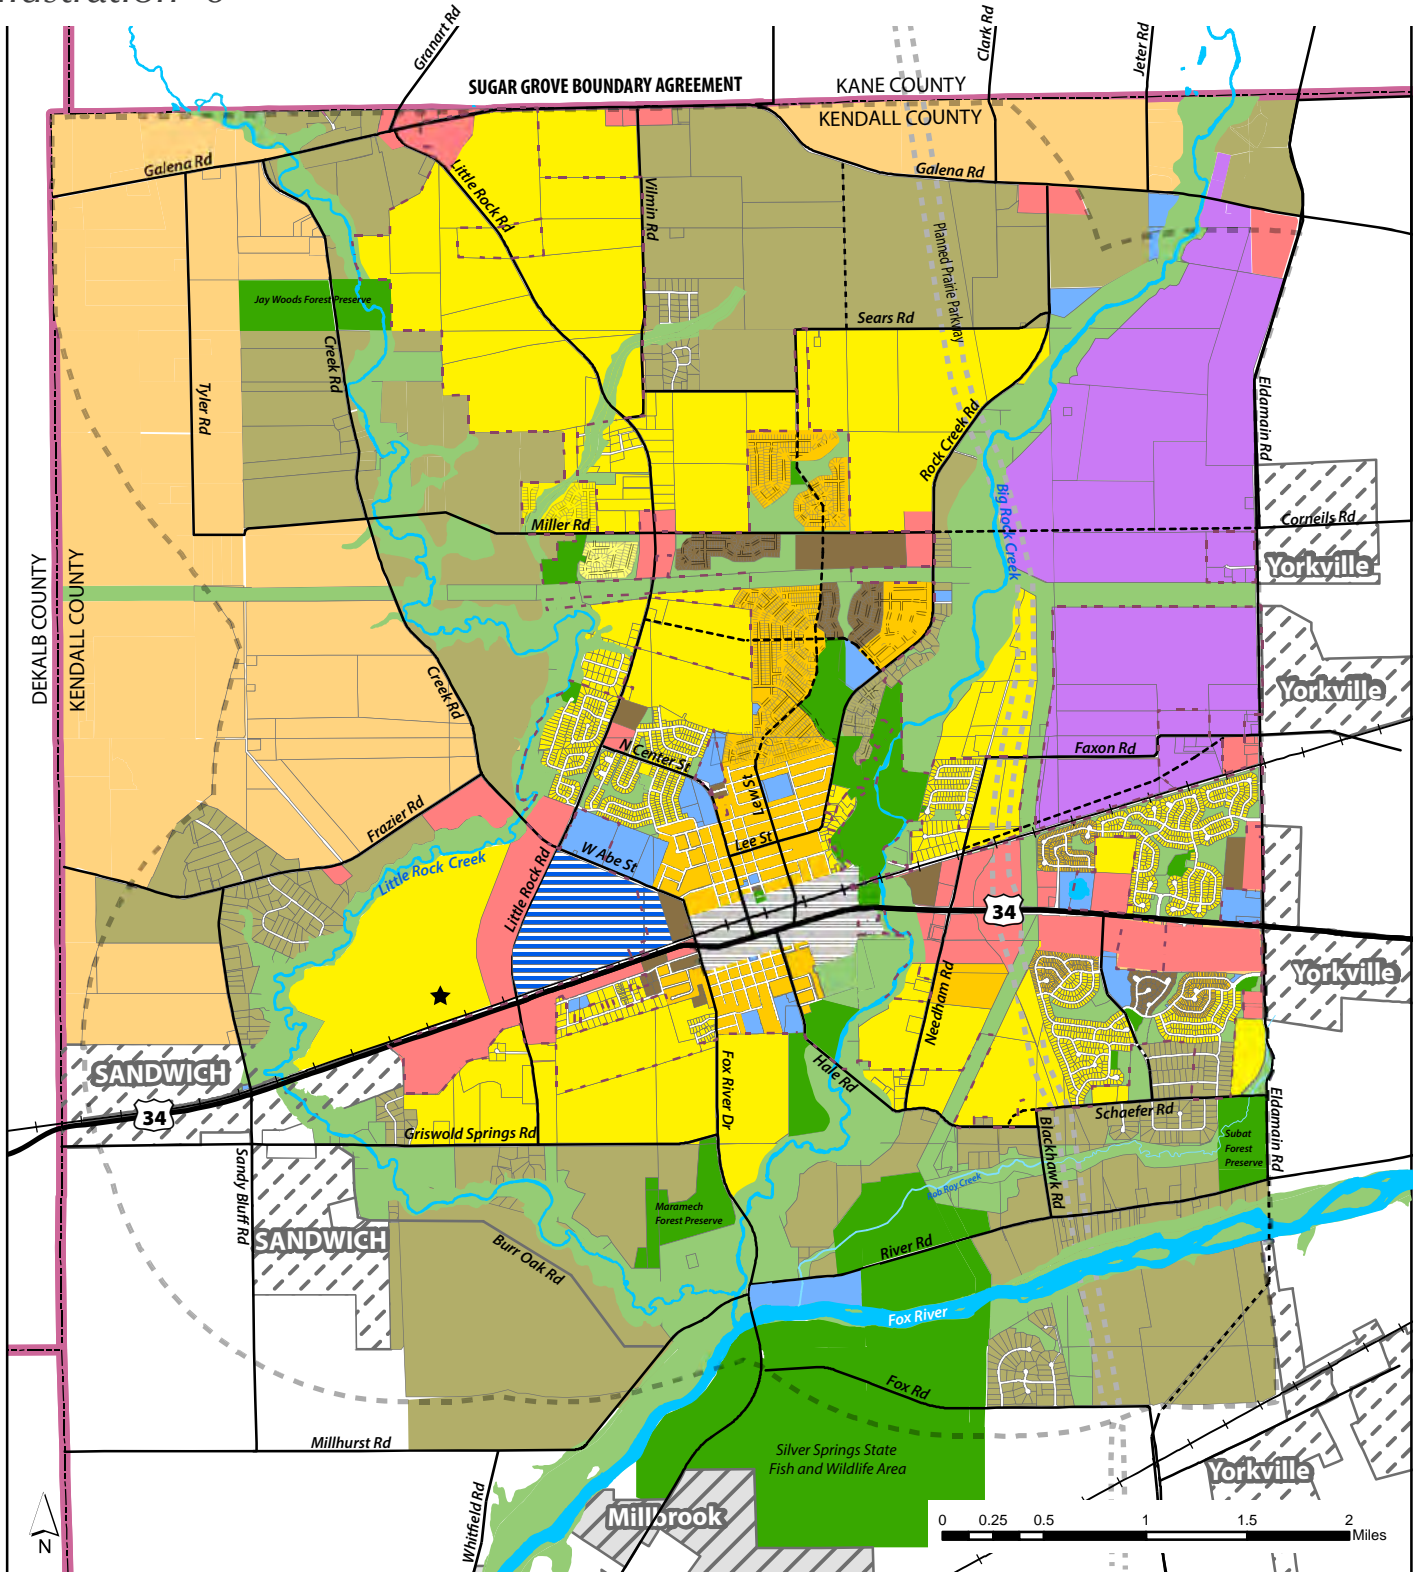 Granart Rd
Clark Rd
Jeter Rd
SUGAR GROVE BOUNDARY AGREEMENT
KANE COUNTY
KENDALL COUNTY
Galena Rd
Galena Rd
Little Rock Rd
Vilmin Rd
Planned Prairie Parkway
Jay Woods Forest Preserve
Sears Rd
Creek Rd
Tyler Rd
Eldamain Rd
Rock Creek Rd
Big Rock Creek
Miller Rd
Corneils Rd
Yorkville
DEKALB COUNTY
KENDALL COUNTY
Creek Rd
Yorkville
N Center St
Faxon Rd
Lew St
Frazier Rd
Lee St
W Abe St
Little Rock Creek
Little Rock Rd
34
Yorkville
Needham Rd
Hale Rd
Fox River Dr
SANDWICH
34
Griswold Springs Rd
Schaefer Rd
Eldamain Rd
Blackhawk Rd
Subat
Forest
Preserve
Sandy Bluff Rd
Rob Roy Creek
Maramech
Forest Preserve
SANDWICH
Burr Oak Rd
River Rd
Fox River
Fox Rd
Millhurst Rd
Silver Springs State
Fish and Wildlife Area
Yorkville
Whitfield Rd
Millbrook
N
0 0.25 0.5 1 1.5 2
Miles